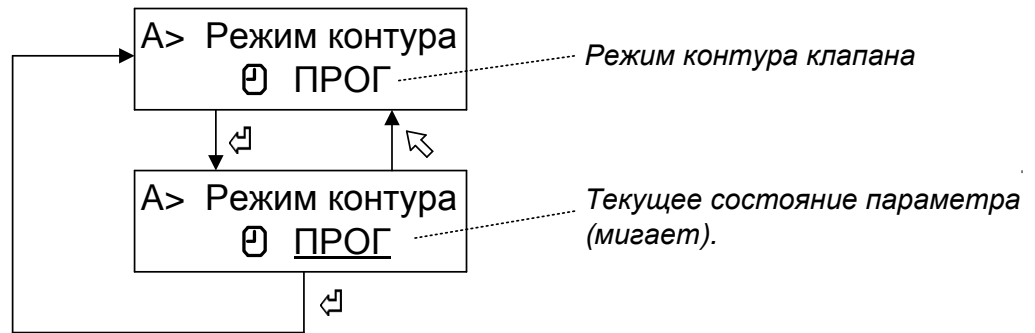 А> Режим контура
ПРОГ
Режим контура клапана
А> Режим контура
ПРОГ
Текущее состояние параметра
(мигает).